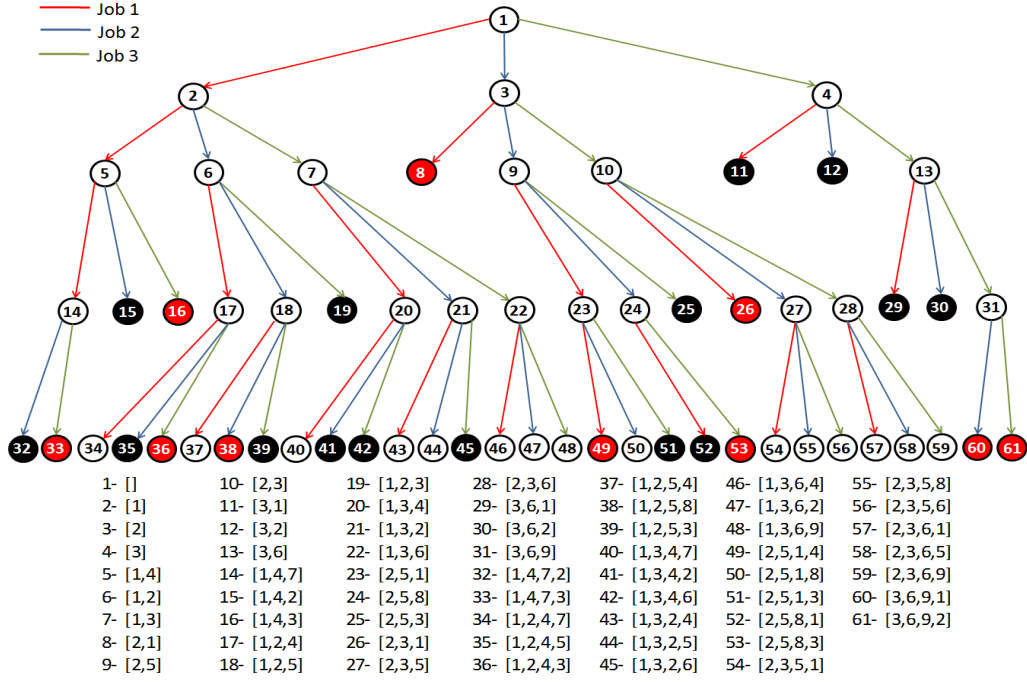 Job 1
Job 2
Job 3
1
2 3 4
5 6 7 8 9 10 11 12 13
14 15 16 17 18 19 20 21 22 23 24 25 26 27 28 29 30 31
32 33 34 35 36 37 38 39 40 41 42 43 44 45 46 47 48 49 50 51 52 53 54 55 56 57 58 59 60 61
1- [] 10- [2,3] 19- [1,2,3] 28- [2,3,6] 37- [1,2,5,4] 46- [1,3,6,4] 55- [2,3,5,8]
2- [1] 11- [3,1] 20- [1,3,4] 29- [3,6,1] 38- [1,2,5,8] 47- [1,3,6,2] 56- [2,3,5,6]
3- [2] 12- [3,2] 21- [1,3,2] 30- [3,6,2] 39- [1,2,5,3] 48- [1,3,6,9] 57- [2,3,6,1]
4- [3] 13- [3,6] 22- [1,3,6] 31- [3,6,9] 40- [1,3,4,7] 49- [2,5,1,4] 58- [2,3,6,5]
5- [1,4] 14- [1,4,7] 23- [2,5,1] 32- [1,4,7,2] 41- [1,3,4,2] 50- [2,5,1,8] 59- [2,3,6,9]
6- [1,2] 15- [1,4,2] 24- [2,5,8] 33- [1,4,7,3] 42- [1,3,4,6] 51- [2,5,1,3] 60- [3,6,9,1]
7- [1,3] 16- [1,4,3] 25- [2,5,3] 34- [1,2,4,7] 43- [1,3,2,4] 52- [2,5,8,1] 61- [3,6,9,2]
8- [2,1] 17- [1,2,4] 26- [2,3,1] 35- [1,2,4,5] 44- [1,3,2,5] 53- [2,5,8,3]
9- [2,5] 18- [1,2,5] 27- [2,3,5] 36- [1,2,4,3] 45- [1,3,2,6] 54- [2,3,5,1]